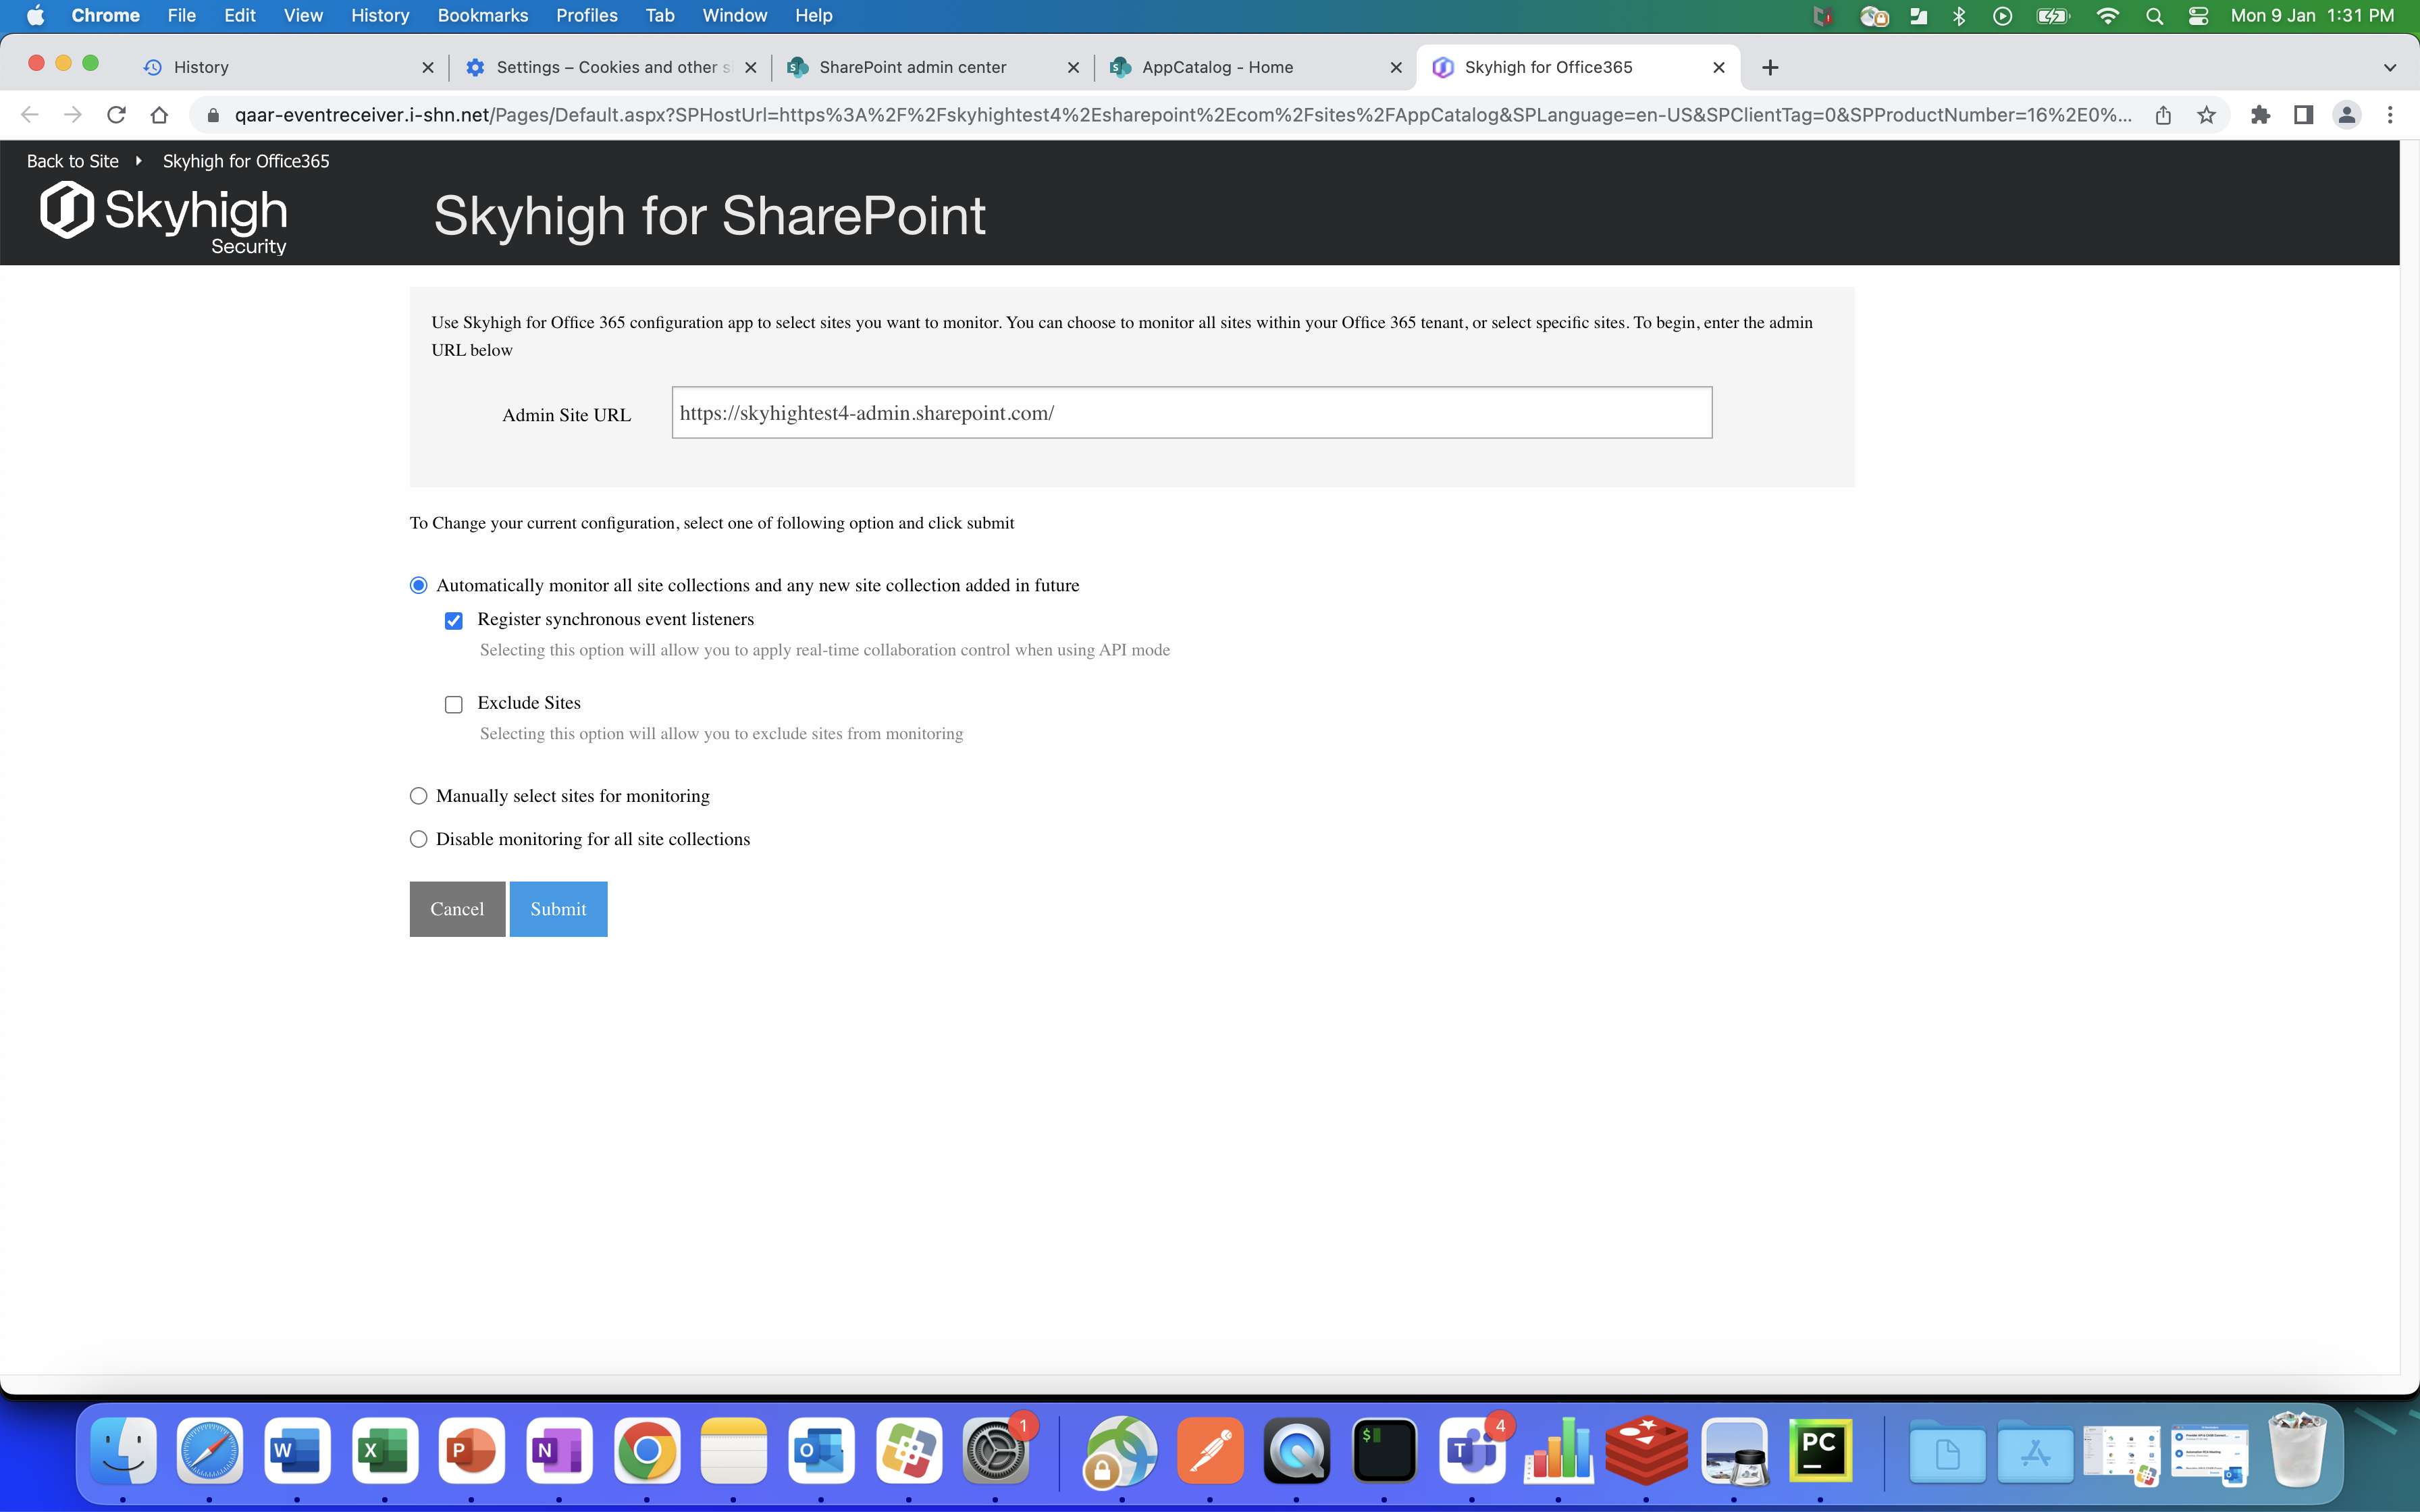 Chrome File Edit View History Bookmarks Profiles Tab Window Help Mon 9 Jan 1:31 PM
History Settings – Cookies and other s SharePoint admin center AppCatalog - Home Skyhigh for Office365
qaar-eventreceiver.i-shn.net/Pages/Default.aspx?SPHostUrl=https%3A%2F%2Fskyhightest4%2Esharepoint%2Ecom%2Fsites%2FAppCatalog&SPLanguage=en-US&SPClientTag=0&SPProductNumber=16%2E0%...
Back to Site Skyhigh for Office365
Skyhigh
Security
Skyhigh for SharePoint
Use Skyhigh for Office 365 configuration app to select sites you want to monitor. You can choose to monitor all sites within your Office 365 tenant, or select specific sites. To begin, enter the admin
URL below
Admin Site URL https://skyhightest4-admin.sharepoint.com/
To Change your current configuration, select one of following option and click submit
Automatically monitor all site collections and any new site collection added in future
Register synchronous event listeners
Selecting this option will allow you to apply real-time collaboration control when using API mode
Exclude Sites
Selecting this option will allow you to exclude sites from monitoring
Manually select sites for monitoring
Disable monitoring for all site collections
Cancel Submit
W X P N O 1 $ T 4 PC